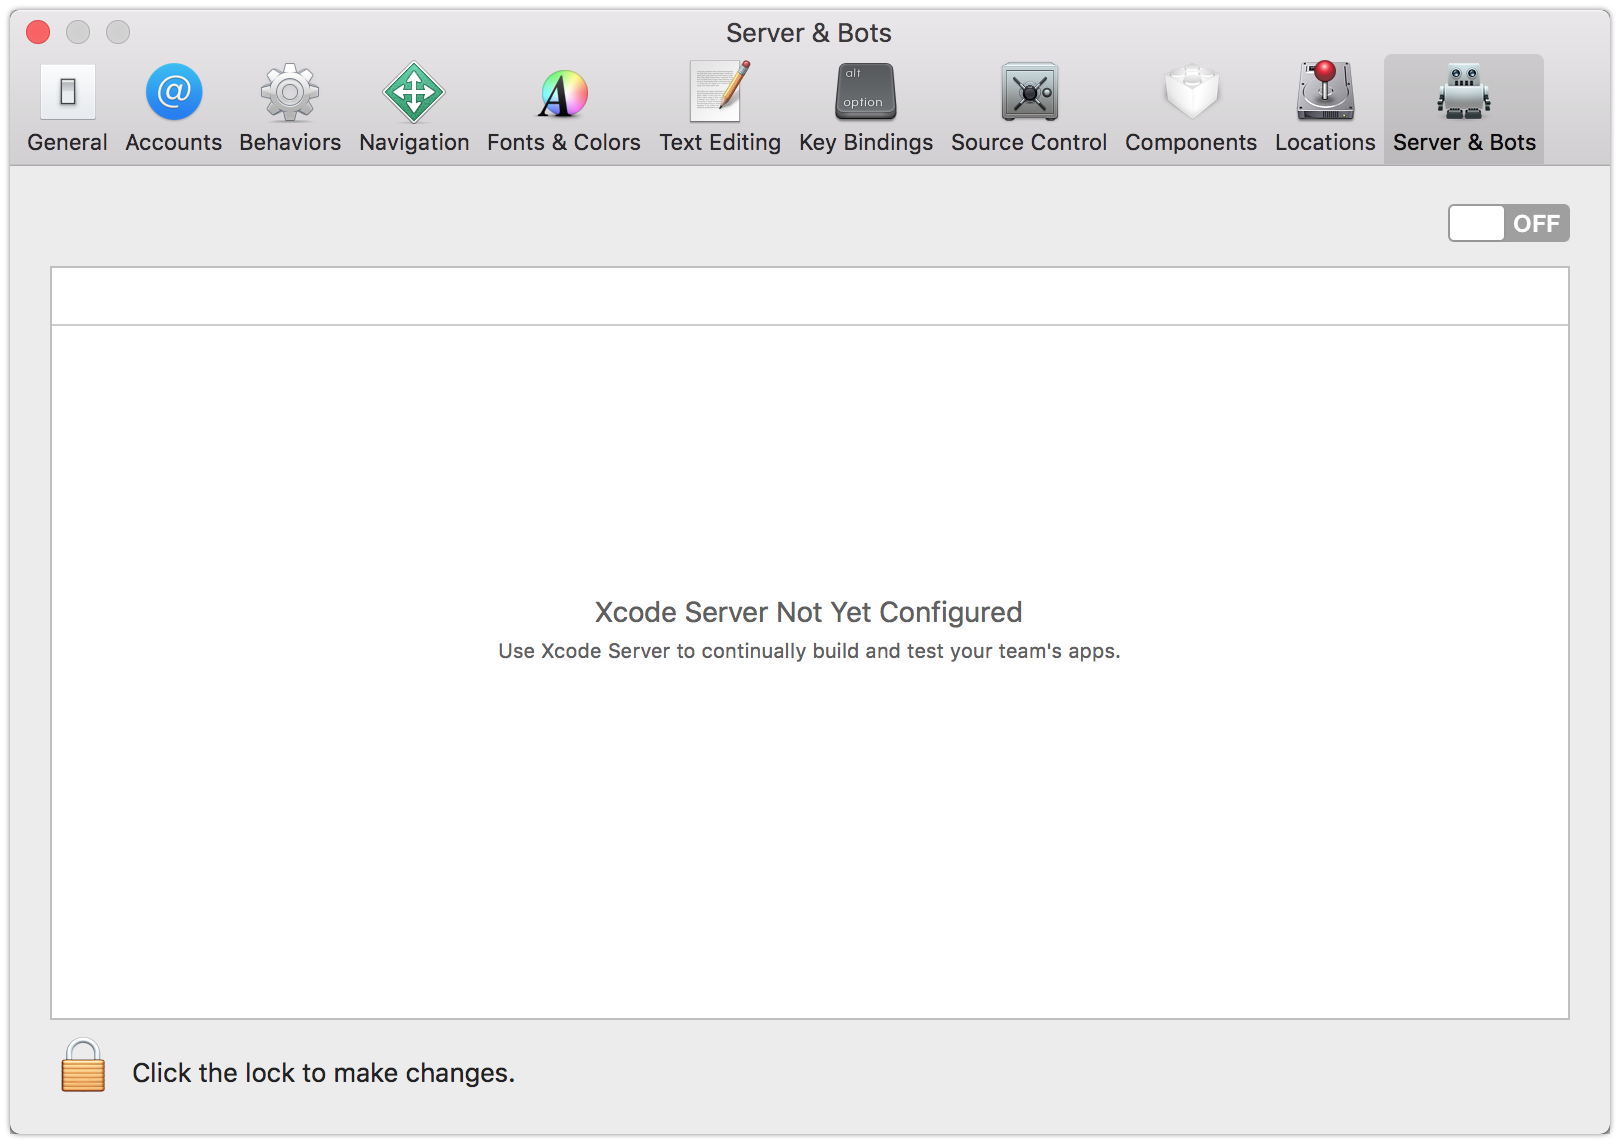 Server & Bots
@
alt
option
General Accounts Behaviors Navigation Fonts & Colors Text Editing Key Bindings Source Control Components Locations Server & Bots
OFF
Xcode Server Not Yet Configured
Use Xcode Server to continually build and test your team's apps.
Click the lock to make changes.